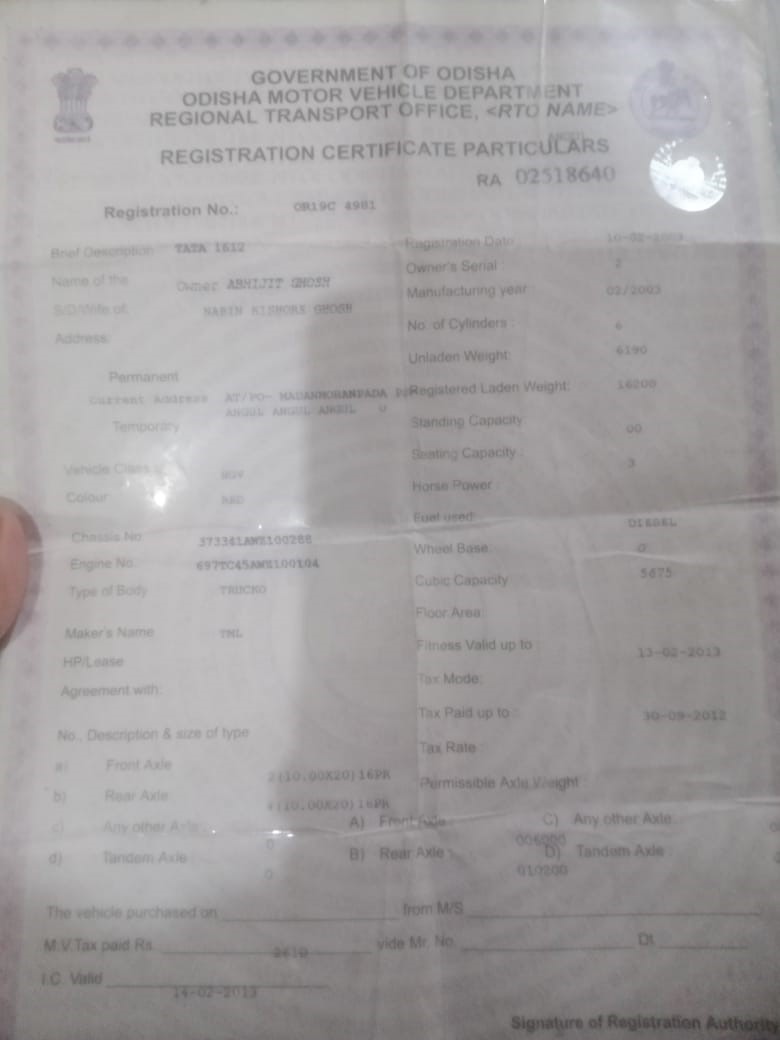 GOVERNMENT OF ODISHA
ODISHA MOTOR VEHICLE DEPARTMENT
REGIONAL TRANSPORT OFFICE, <RTO NAME>
ANGUL
REGISTRATION CERTIFICATE PARTICULARS
RA 02518640
Registration No.: OR19C 4981
Brief Description TATA 1612
Name of the Owner ABHIJIT GHOSH
S/D/Wife of: NABIN KISHORE GHOSH
Address:
Permanent
Current Address AT/PO- MADANMOHANPADA
ANGUL ANGUL ANGUL
Temporary
Vehicle Class : HGV
Colour RED
Chassis No
Engine No.
Type of Body
Maker's Name TML
HP/Lease
Agreement with:
No., Description & size of type
a) Front Axle 2(10.00X20)16PR
b) Rear Axle 4(10.00X20)16PR
c) Any other Axle : 0
d) Tandem Axle : 0
Registration Date
Owner's Serial : 2
Manufacturing year : 02/2003
No. of Cylinders : 6
Unladen Weight: 6190
Registered Laden Weight: 16200
Standing Capacity 00
Seating Capacity : 3
Horse Power :
Fuel used: DIESEL
Wheel Base: 0
Cubic Capacity 5675
Floor Area:
Fitness Valid up to : 13-02-2013
Tax Mode:
Tax Paid up to : 30-09-2012
Tax Rate :
Permissible Axle Weight :
A) Front Axle : 006000 C) Any other Axle :
B) Rear Axle : 010200 D) Tandem Axle :
The vehicle purchased on from M/S
M.V.Tax paid Rs. 2610 vide Mr. No. Dt.
I.C. Valid 14-02-2013
Signature of Registration Authority